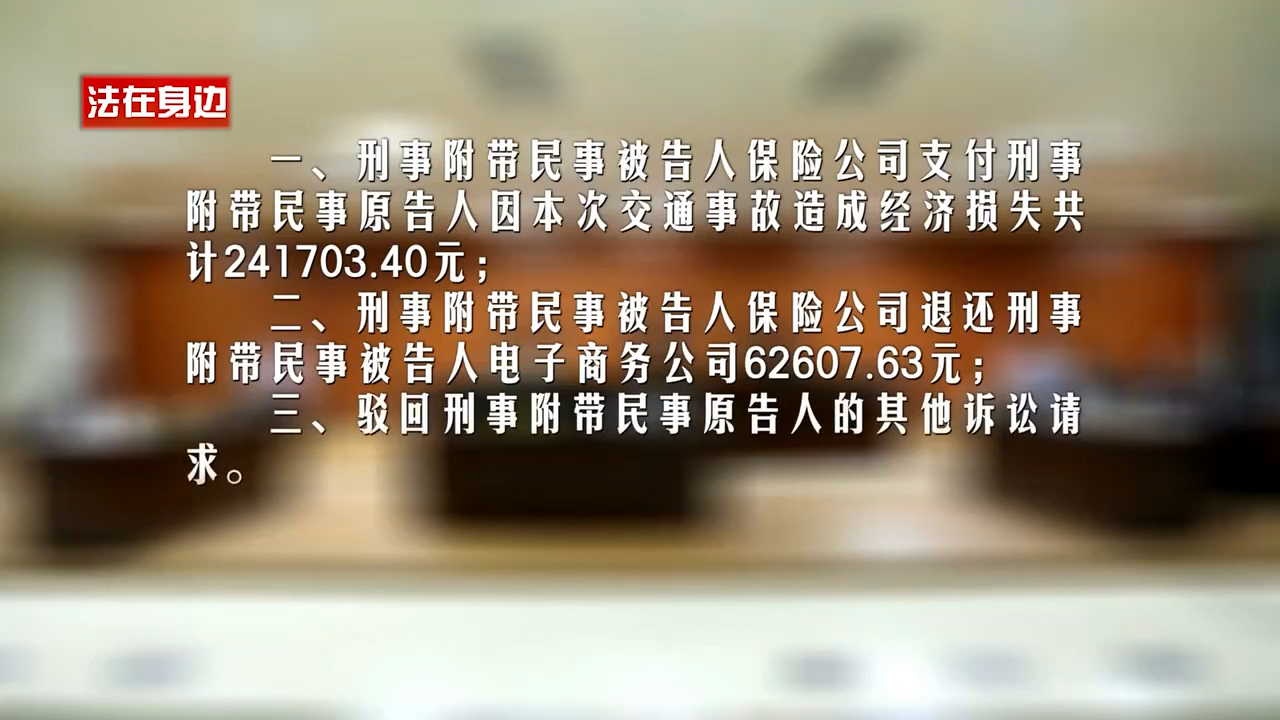 法在身边
一、刑事附带民事被告人保险公司支付刑事
附带民事原告人因本次交通事故造成经济损失共
计241703.40元；
二、刑事附带民事被告人保险公司退还刑事
附带民事被告人电子商务公司62607.63元；
三、驳回刑事附带民事原告人的其他诉讼请
求。